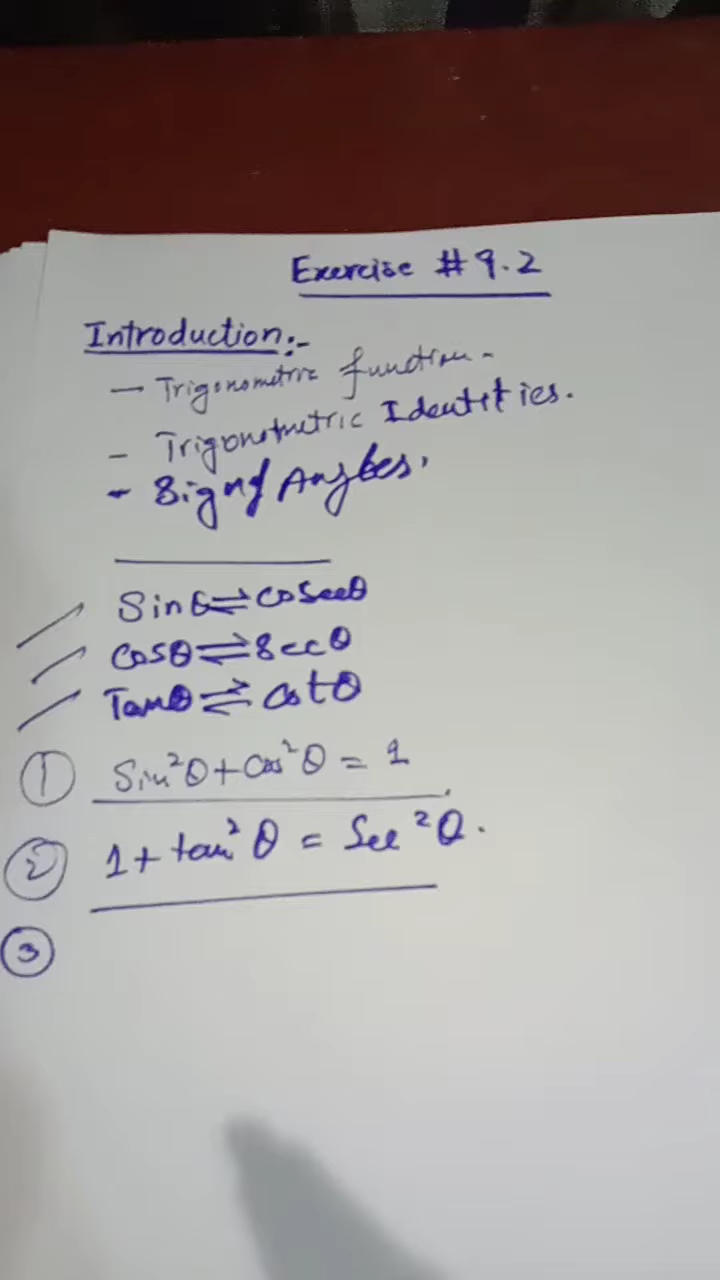 Exercise # 9.2
Introduction:-
— Trigonometric function -
- Trigonometric Identities.
- Sign of Angles.
Sinθ ⇌ Cosecθ
Cosθ ⇌ Secθ
Tanθ ⇌ Cotθ
① Sin²θ + Cos²θ = 1
② 1 + tan²θ = Sec²θ.
③